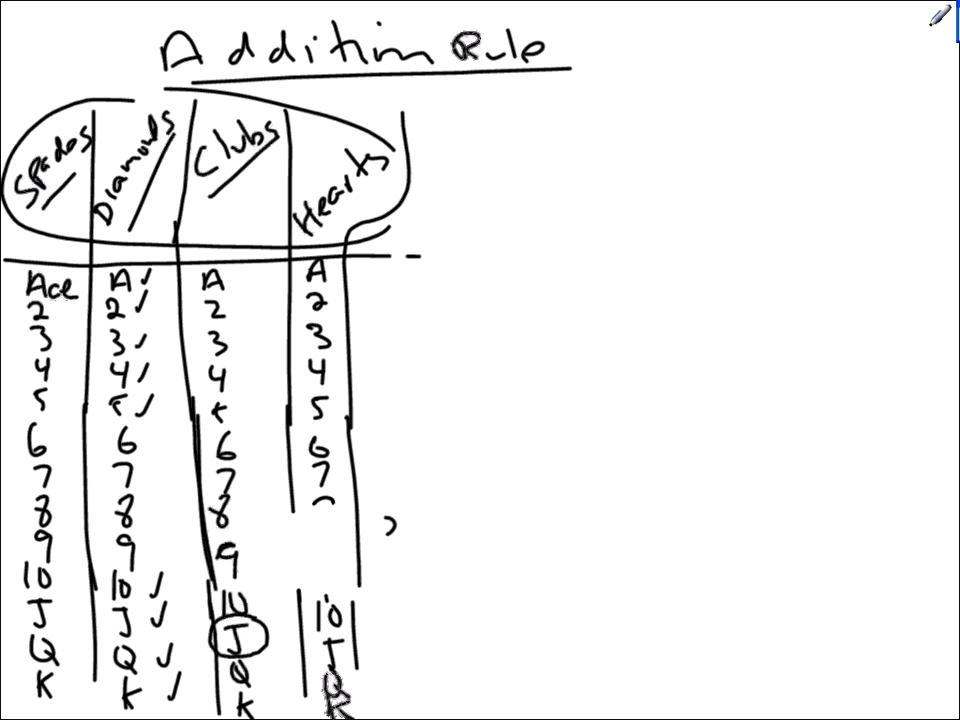 Addition Rule
Spades Diamonds Clubs Hearts
Ace A A A
2 2 2 2
3 3 3 3
4 4 4 4
5 5 5 5
6 6 6 6
7 7 7 7
8 8 8
9 9 9
10 10 10 10
J J J J
Q Q Q Q
K K K K